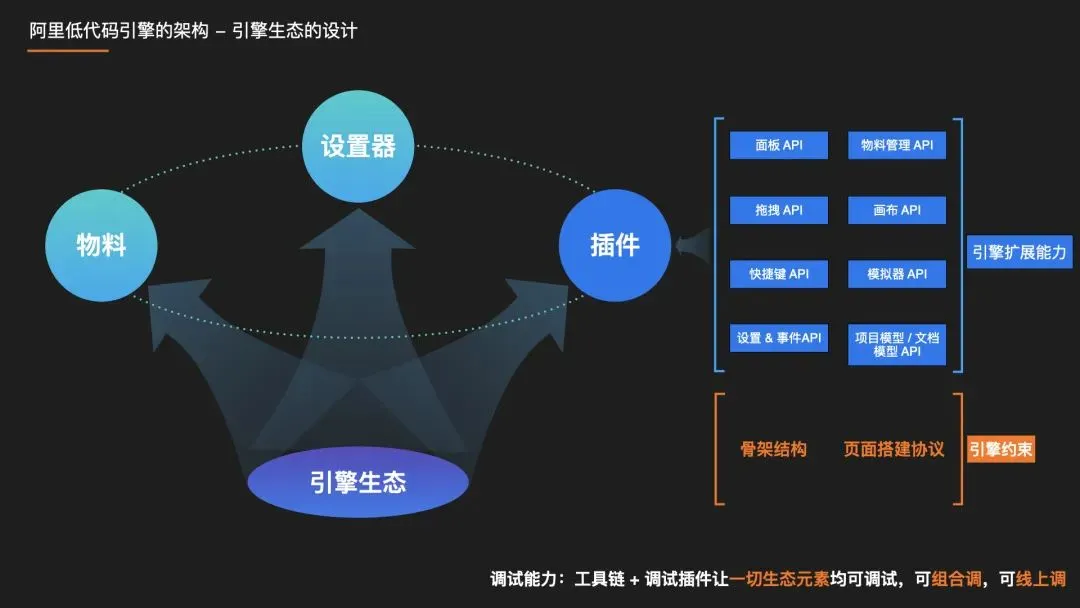 阿里低代码引擎的架构 – 引擎生态的设计
设置器
物料
插件
引擎生态
面板 API
物料管理 API
拖拽 API
画布 API
快捷键 API
模拟器 API
设置 & 事件API
项目模型 / 文档
模型 API
引擎扩展能力
骨架结构
页面搭建协议
引擎约束
调试能力：工具链 + 调试插件让一切生态元素均可调试，可组合调，可线上调